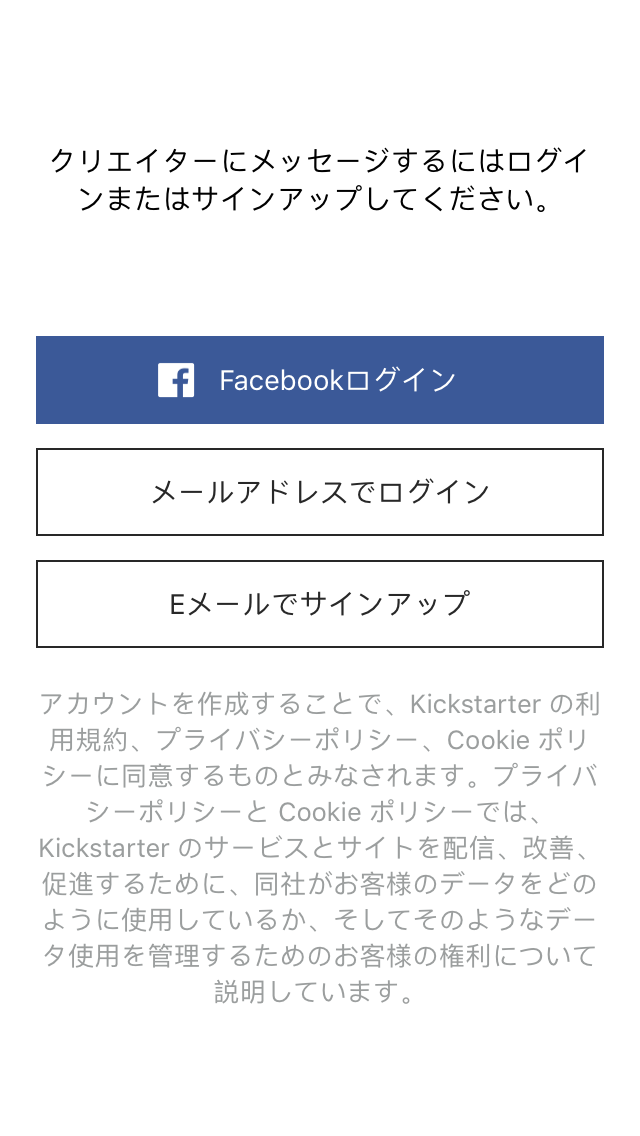 クリエイターにメッセージするにはログイ
ンまたはサインアップしてください。
Facebookログイン
メールアドレスでログイン
Eメールでサインアップ
アカウントを作成することで、Kickstarter の利
用規約、プライバシーポリシー、Cookie ポリ
シーに同意するものとみなされます。プライバ
シーポリシーと Cookie ポリシーでは、
Kickstarter のサービスとサイトを配信、改善、
促進するために、同社がお客様のデータをどの
ように使用しているか、そしてそのようなデー
タ使用を管理するためのお客様の権利について
説明しています。